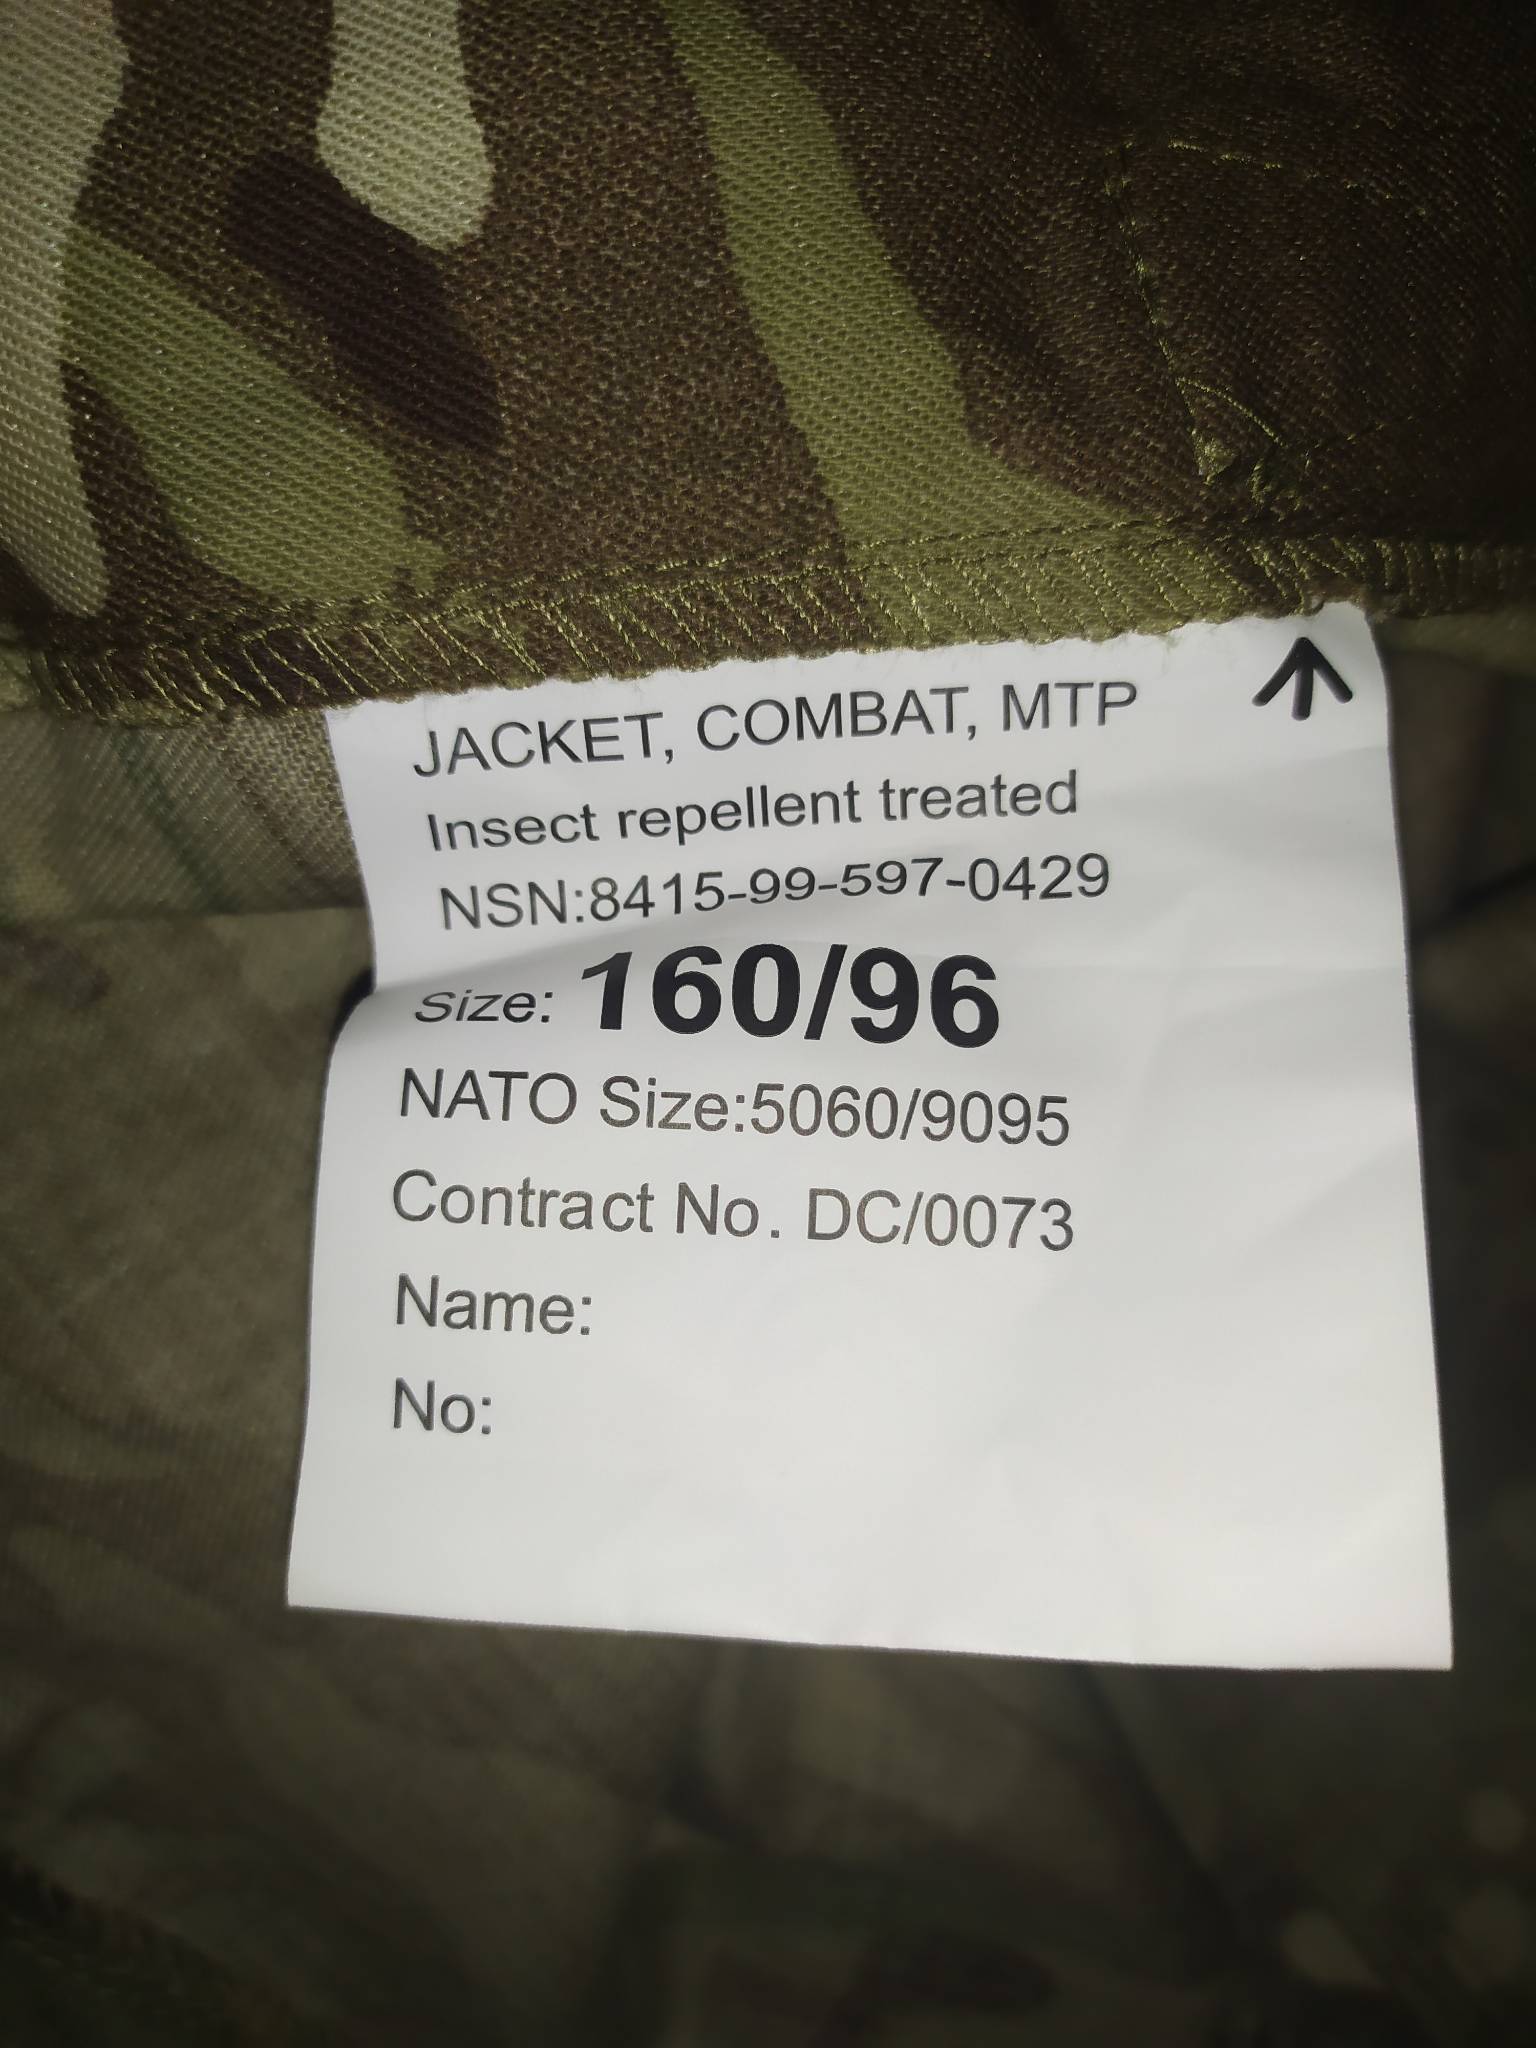 JACKET, COMBAT, MTP
Insect repellent treated
NSN:8415-99-597-0429
Size: 160/96
NATO Size:5060/9095
Contract No. DC/0073
Name:
No: